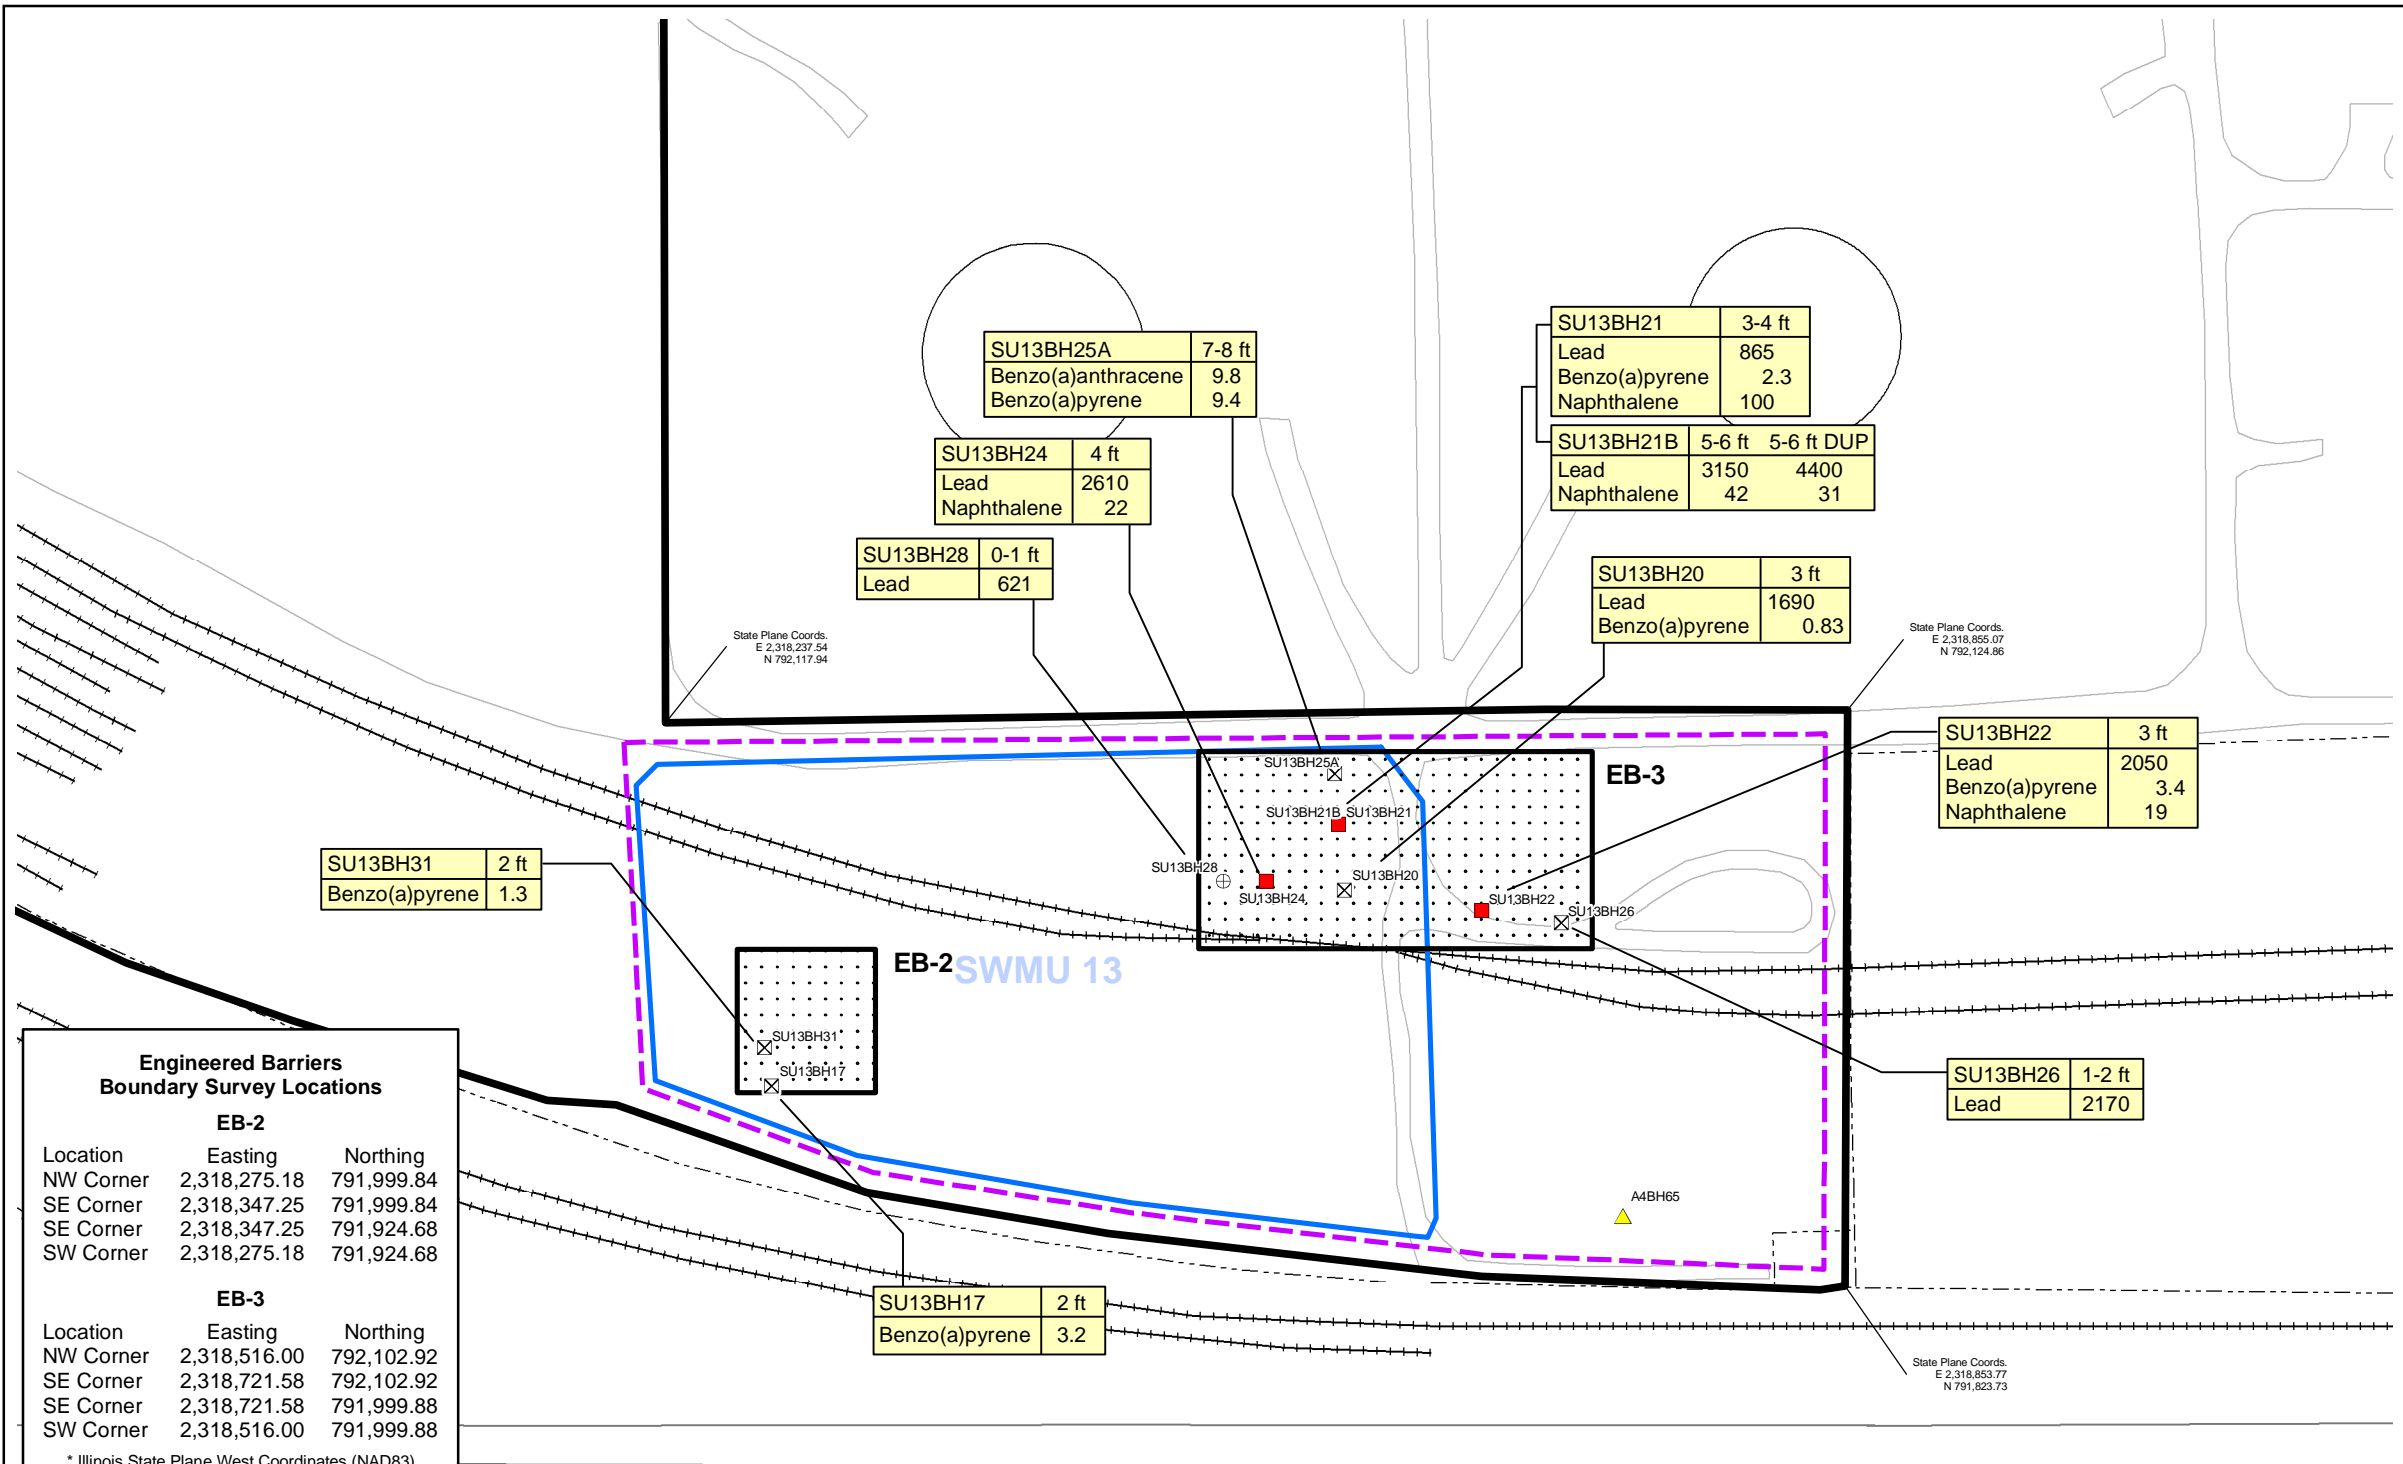 SU13BH25A 7-8 ft
Benzo(a)anthracene 9.8
Benzo(a)pyrene 9.4
SU13BH21 3-4 ft
Lead 865
Benzo(a)pyrene 2.3
Naphthalene 100
SU13BH21B 5-6 ft 5-6 ft DUP
Lead 3150 4400
Naphthalene 42 31
SU13BH24 4 ft
Lead 2610
Naphthalene 22
SU13BH28 0-1 ft
Lead 621
SU13BH20 3 ft
Lead 1690
Benzo(a)pyrene 0.83
State Plane Coords.
E 2,318,237.54
N 792,117.94
State Plane Coords.
E 2,318,855.07
N 792,124.86
SU13BH22 3 ft
Lead 2050
Benzo(a)pyrene 3.4
Naphthalene 19
EB-3
SU13BH25A
SU13BH21B SU13BH21
SU13BH28
SU13BH20
SU13BH24
SU13BH22
SU13BH26
SU13BH31 2 ft
Benzo(a)pyrene 1.3
EB-2
SWMU 13
SU13BH31
SU13BH17
SU13BH26 1-2 ft
Lead 2170
A4BH65
SU13BH17 2 ft
Benzo(a)pyrene 3.2
State Plane Coords.
E 2,318,853.77
N 791,823.73
Engineered Barriers
Boundary Survey Locations
EB-2
Location Easting Northing
NW Corner 2,318,275.18 791,999.84
SE Corner 2,318,347.25 791,999.84
SE Corner 2,318,347.25 791,924.68
SW Corner 2,318,275.18 791,924.68
EB-3
Location Easting Northing
NW Corner 2,318,516.00 792,102.92
SE Corner 2,318,721.58 792,102.92
SE Corner 2,318,721.58 791,999.88
SW Corner 2,318,516.00 791,999.88
* Illinois State Plane West Coordinates (NAD83)